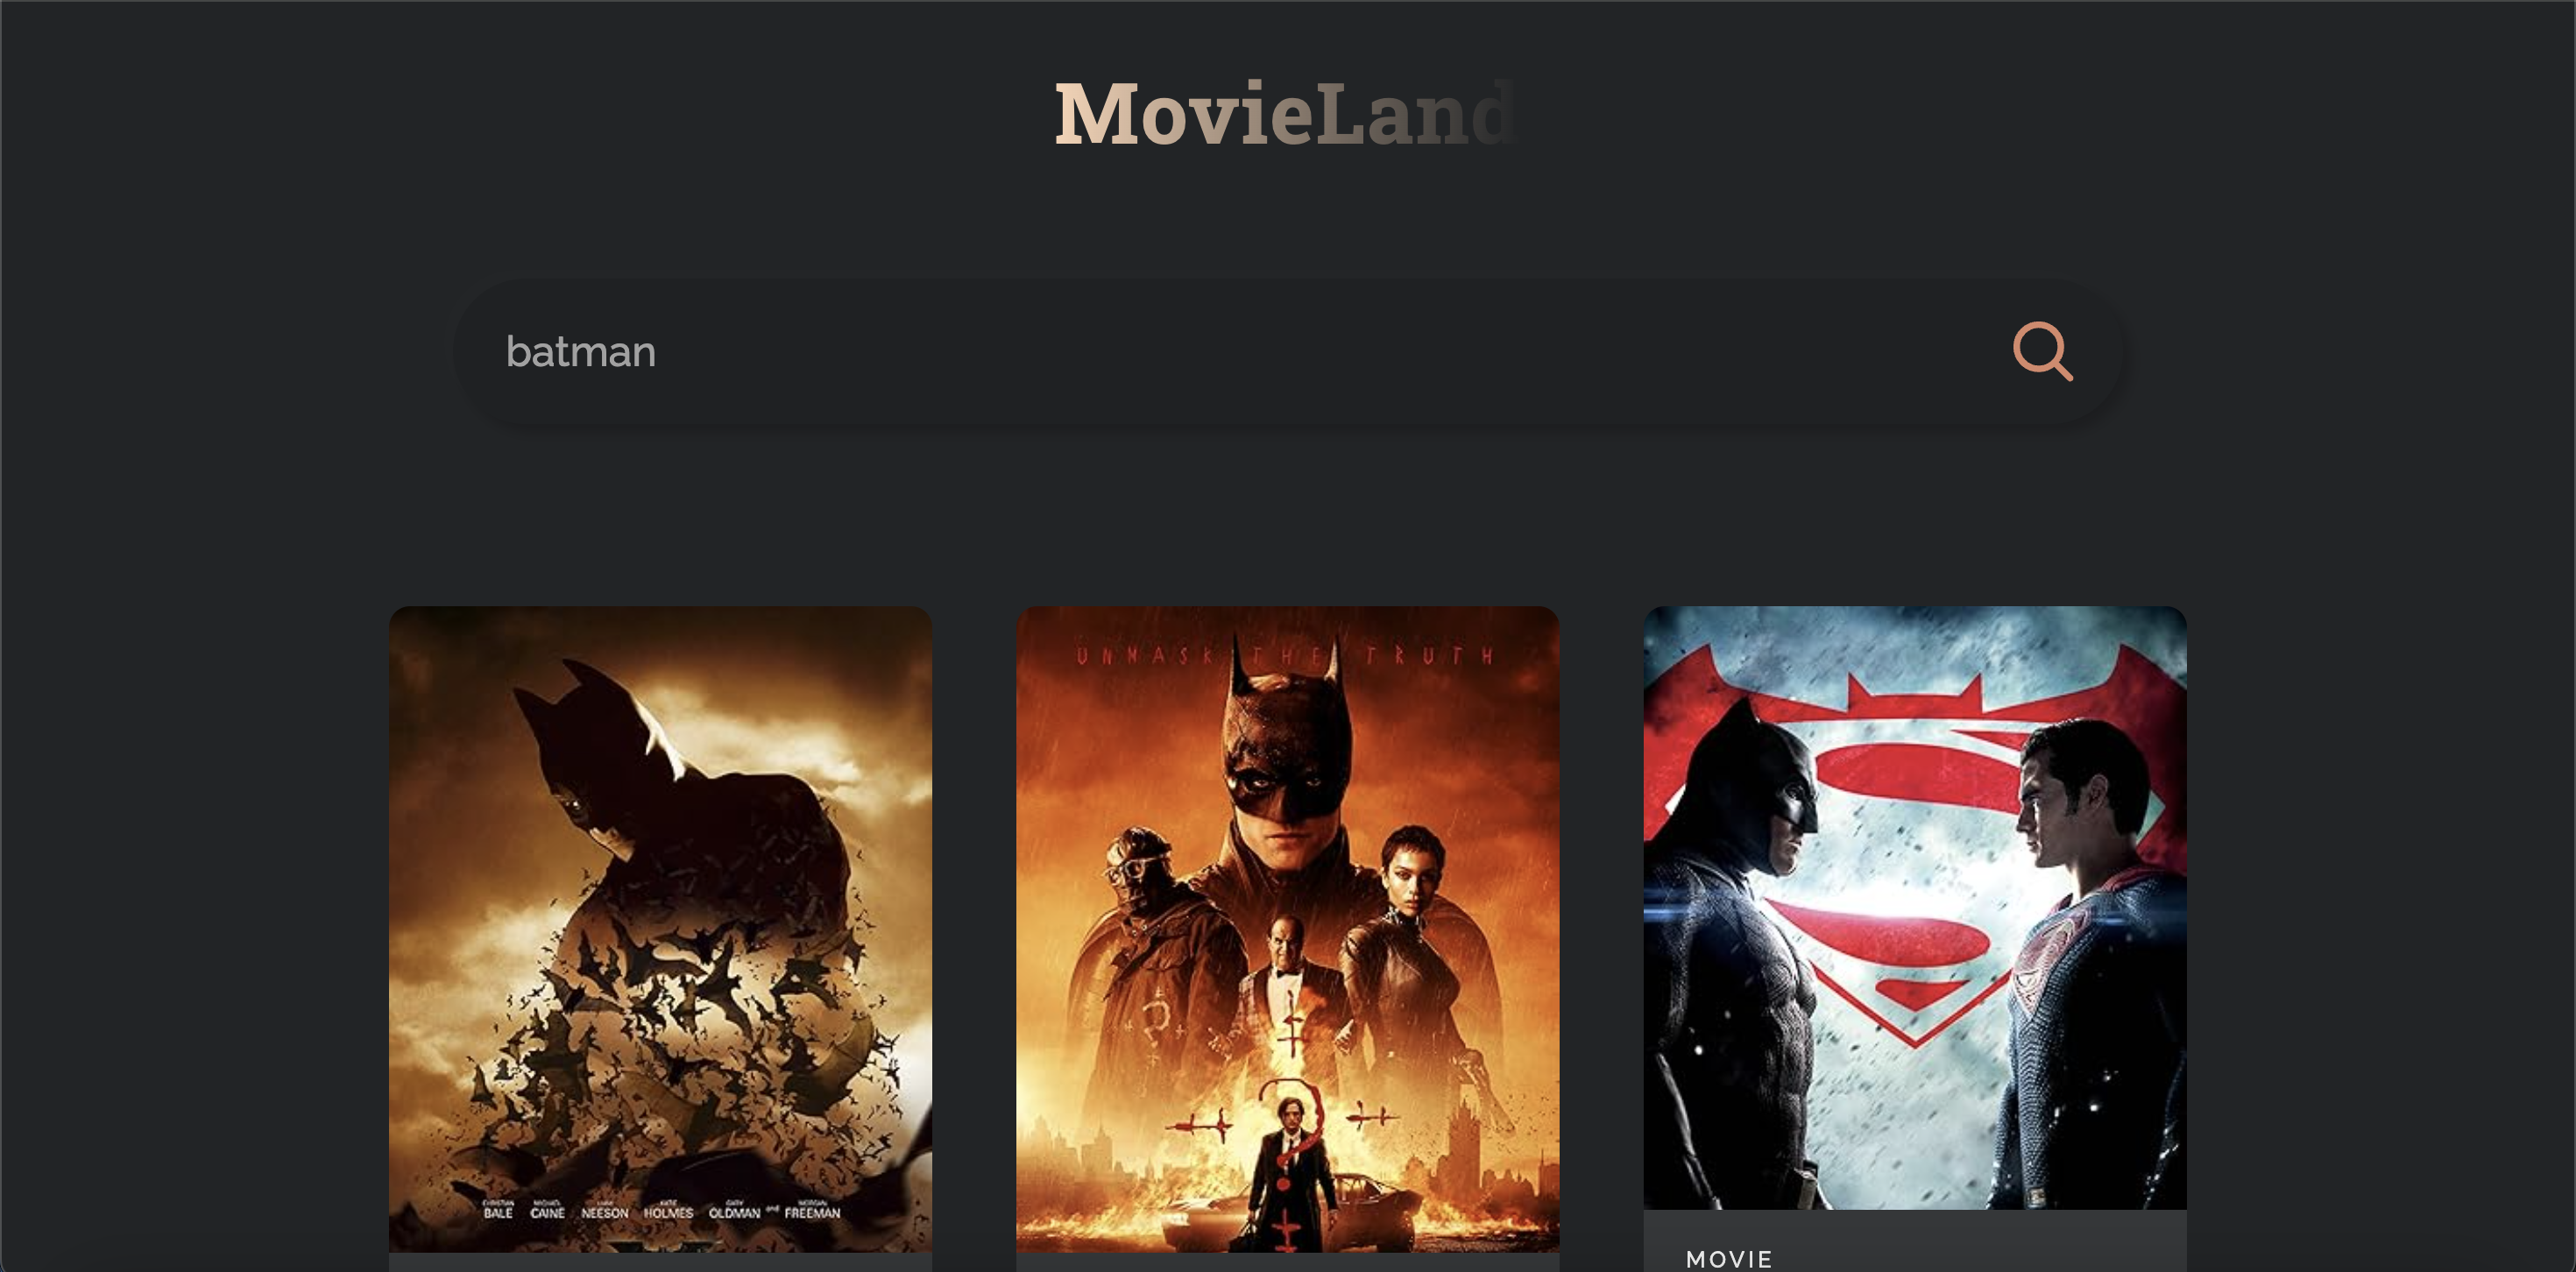 MovieLand
batman
UNMASK THE TRUTH
CHRISTIAN BALE MICHAEL CAINE LIAM NEESON KATIE HOLMES GARY OLDMAN and MORGAN FREEMAN
MOVIE